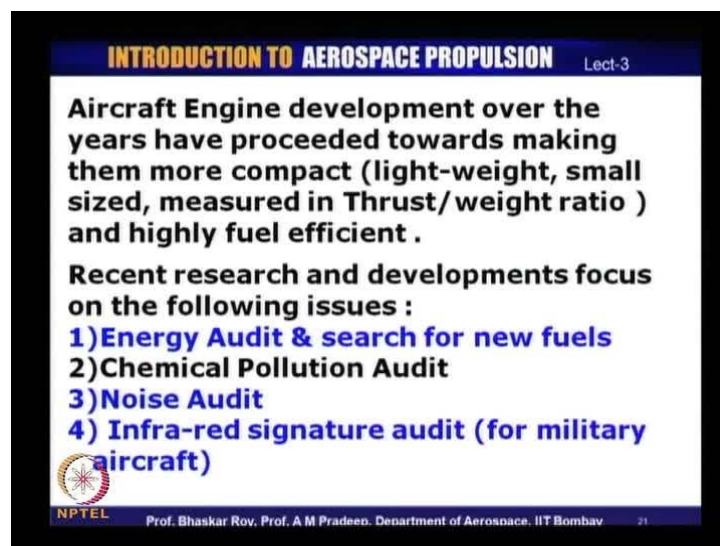 INTRODUCTION TO AEROSPACE PROPULSION Lect-3
Aircraft Engine development over the
years have proceeded towards making
them more compact (light-weight, small
sized, measured in Thrust/weight ratio )
and highly fuel efficient .
Recent research and developments focus
on the following issues :
1)Energy Audit & search for new fuels
2)Chemical Pollution Audit
3)Noise Audit
4) Infra-red signature audit (for military
aircraft)
NPTEL
Prof. Bhaskar Roy, Prof. A M Pradeep, Department of Aerospace, IIT Bombay 21